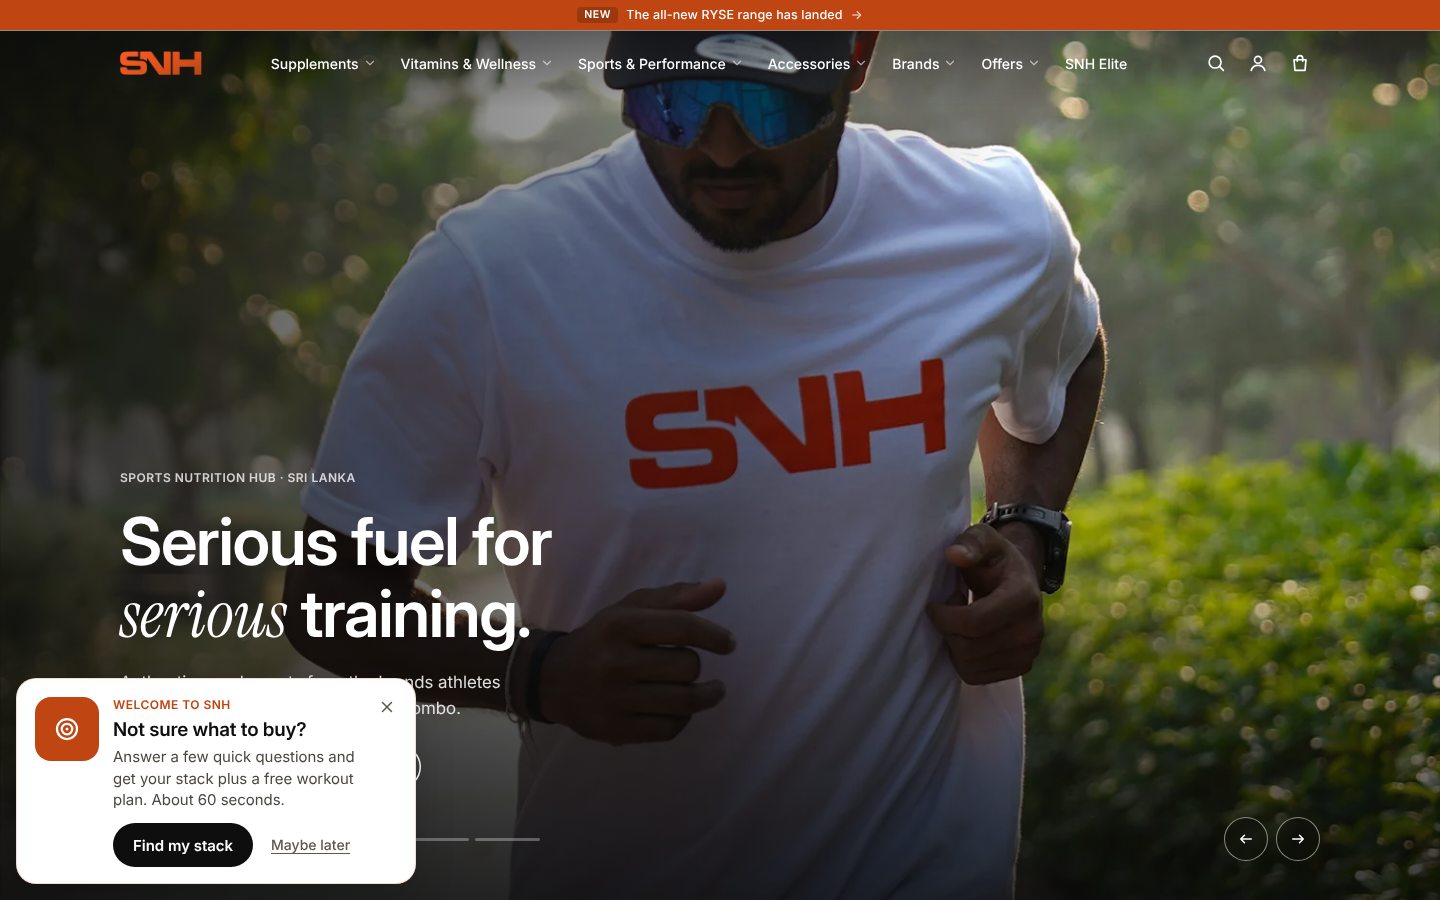 NEW The all-new RYSE range has landed →
SNH
Supplements Vitamins & Wellness Sports & Performance Accessories Brands Offers SNH Elite
SNH
SPORTS NUTRITION HUB · SRI LANKA
Serious fuel for
serious training.
athletes
WELCOME TO SNH
Not sure what to buy?
Answer a few quick questions and
get your stack plus a free workout
plan. About 60 seconds.
Find my stack Maybe later